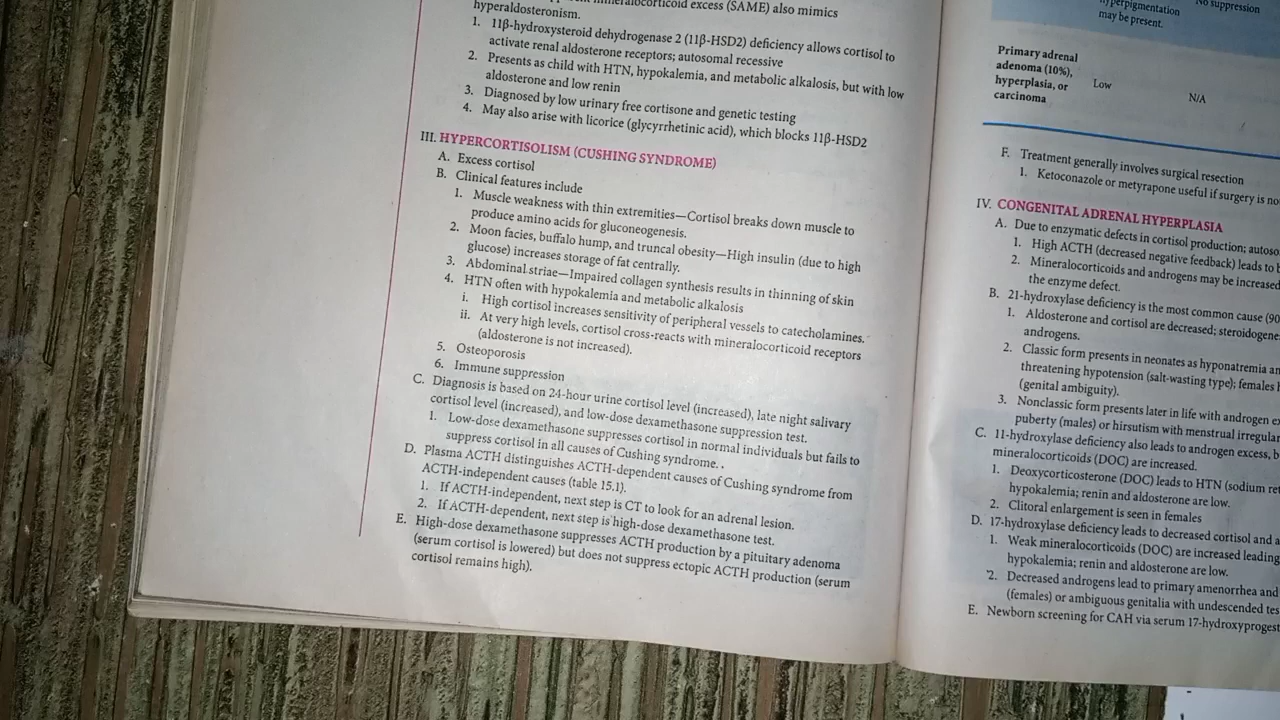 mineralocorticoid excess (SAME) also mimics
hyperaldosteronism.
1. 11β-hydroxysteroid dehydrogenase 2 (11β-HSD2) deficiency allows cortisol to
activate renal aldosterone receptors; autosomal recessive
2. Presents as child with HTN, hypokalemia, and metabolic alkalosis, but with low
aldosterone and low renin
3. Diagnosed by low urinary free cortisone and genetic testing
4. May also arise with licorice (glycyrrhetinic acid), which blocks 11β-HSD2
III. HYPERCORTISOLISM (CUSHING SYNDROME)
A. Excess cortisol
B. Clinical features include
1. Muscle weakness with thin extremities—Cortisol breaks down muscle to
produce amino acids for gluconeogenesis.
2. Moon facies, buffalo hump, and truncal obesity—High insulin (due to high
glucose) increases storage of fat centrally.
3. Abdominal striae—Impaired collagen synthesis results in thinning of skin
4. HTN often with hypokalemia and metabolic alkalosis
i. High cortisol increases sensitivity of peripheral vessels to catecholamines.
ii. At very high levels, cortisol cross-reacts with mineralocorticoid receptors
(aldosterone is not increased).
5. Osteoporosis
6. Immune suppression
C. Diagnosis is based on 24-hour urine cortisol level (increased), late night salivary
cortisol level (increased), and low-dose dexamethasone suppression test.
1. Low-dose dexamethasone suppresses cortisol in normal individuals but fails to
suppress cortisol in all causes of Cushing syndrome.
D. Plasma ACTH distinguishes ACTH-dependent causes of Cushing syndrome from
ACTH-independent causes (table 15.1).
1. If ACTH-independent, next step is CT to look for an adrenal lesion.
2. If ACTH-dependent, next step is high-dose dexamethasone test.
E. High-dose dexamethasone suppresses ACTH production by a pituitary adenoma
(serum cortisol is lowered) but does not suppress ectopic ACTH production (serum
cortisol remains high).
hyperpigmentation
may be present.
No suppression
Primary adrenal
adenoma (10%),
hyperplasia, or
carcinoma
Low
N/A
F. Treatment generally involves surgical resection
1. Ketoconazole or metyrapone useful if surgery is no
IV. CONGENITAL ADRENAL HYPERPLASIA
A. Due to enzymatic defects in cortisol production; autoso
1. High ACTH (decreased negative feedback) leads to b
2. Mineralocorticoids and androgens may be increased
the enzyme defect.
B. 21-hydroxylase deficiency is the most common cause (90
1. Aldosterone and cortisol are decreased; steroidogene
androgens.
2. Classic form presents in neonates as hyponatremia an
threatening hypotension (salt-wasting type); females
(genital ambiguity).
3. Nonclassic form presents later in life with androgen e
puberty (males) or hirsutism with menstrual irregular
C. 11-hydroxylase deficiency also leads to androgen excess, b
mineralocorticoids (DOC) are increased.
1. Deoxycorticosterone (DOC) leads to HTN (sodium ret
hypokalemia; renin and aldosterone are low.
2. Clitoral enlargement is seen in females
D. 17-hydroxylase deficiency leads to decreased cortisol and a
1. Weak mineralocorticoids (DOC) are increased leading
hypokalemia; renin and aldosterone are low.
2. Decreased androgens lead to primary amenorrhea and
(females) or ambiguous genitalia with undescended tes
E. Newborn screening for CAH via serum 17-hydroxyprogest